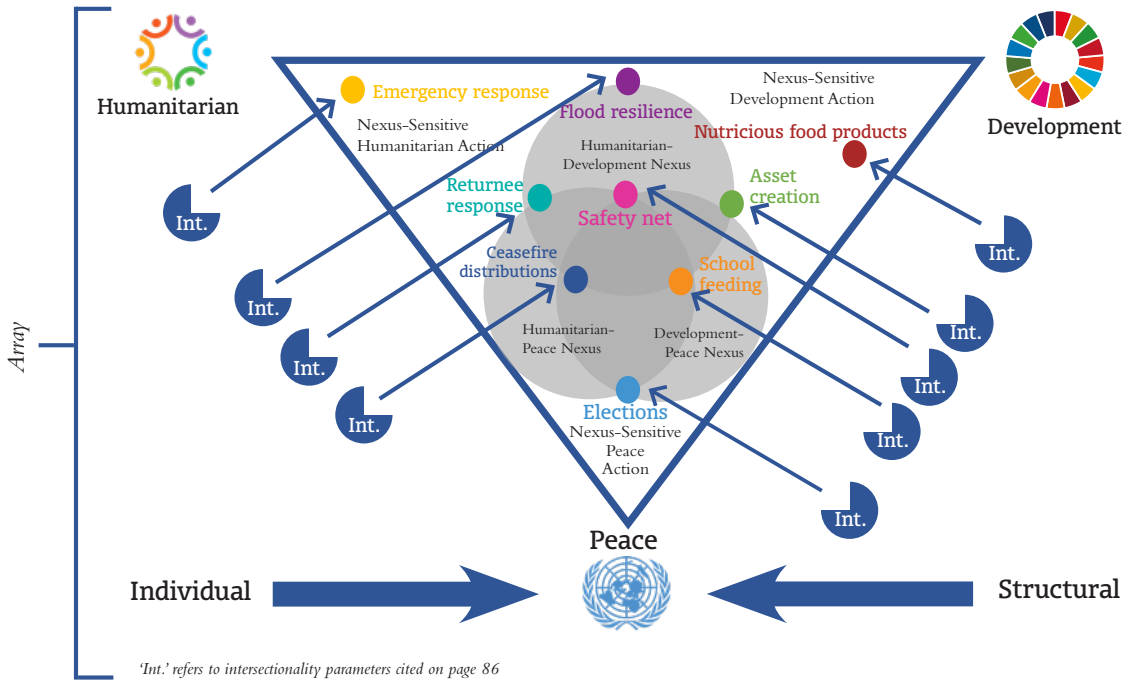 Humanitarian
Development
Emergency response
Nexus-Sensitive
Humanitarian Action
Flood resilience
Nexus-Sensitive
Development Action
Nutricious food products
Humanitarian-
Development Nexus
Returnee
response
Safety net
Asset
creation
Ceasefire
distributions
School
feeding
Humanitarian-
Peace Nexus
Development-
Peace Nexus
Elections
Nexus-Sensitive
Peace
Action
Int.
Int.
Int.
Int.
Int.
Int.
Int.
Int.
Int.
Array
Peace
Individual
Structural
'Int.' refers to intersectionality parameters cited on page 86